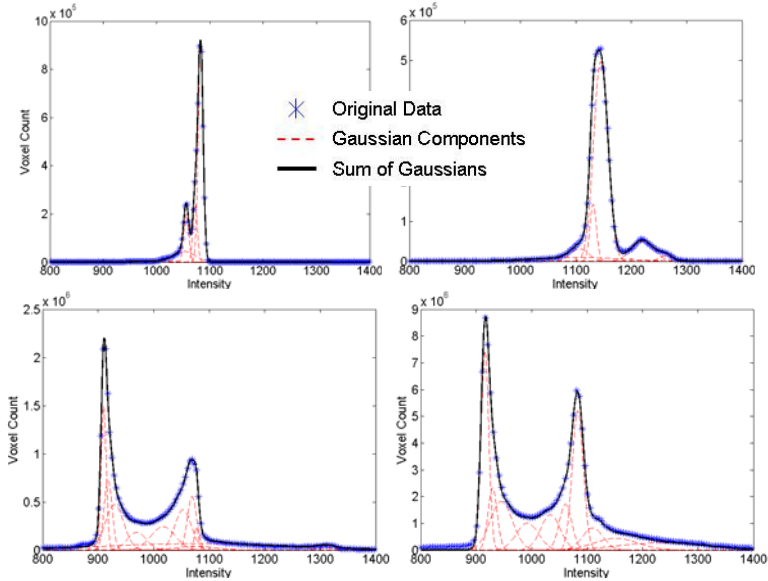 x 10^5
10
8
6
4
2
0
Voxel Count
800 900 1000 1100 1200 1300 1400
Intensity
x 10^5
6
5
1
0
800 1000 1100 1200 1300 1400
Intensity
Original Data
Gaussian Components
Sum of Gaussians
x 10^6
2.5
2
1.5
1
0.5
0
Voxel Count
800 900 1000 1100 1200 1300 1400
Intensity
x 10^6
9
8
7
6
5
4
3
2
1
0
Voxel Count
800 900 1000 1100 1200 1300 1400
Intensity